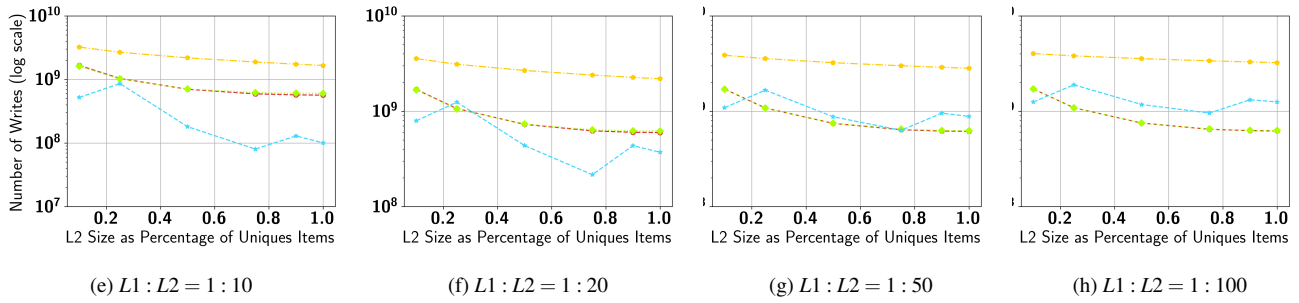 Number of Writes (log scale)
10^10
10^9
10^8
10^7
0.2 0.4 0.6 0.8 1.0
L2 Size as Percentage of Uniques Items
(e) L1 : L2 = 1 : 10
10^10
10^9
10^8
0.2 0.4 0.6 0.8 1.0
L2 Size as Percentage of Uniques Items
(f) L1 : L2 = 1 : 20
0.2 0.4 0.6 0.8 1.0
L2 Size as Percentage of Uniques Items
(g) L1 : L2 = 1 : 50
0.2 0.4 0.6 0.8 1.0
L2 Size as Percentage of Uniques Items
(h) L1 : L2 = 1 : 100